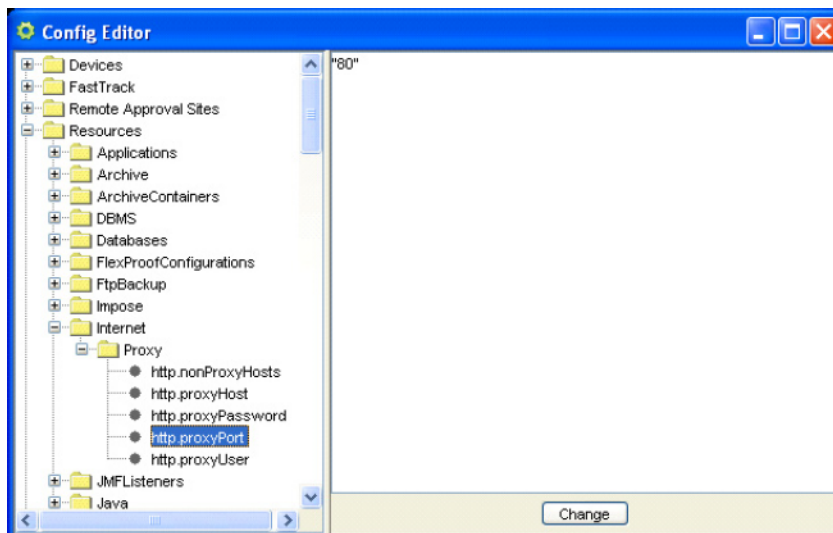 Config Editor
Devices
FastTrack
Remote Approval Sites
Resources
Applications
Archive
ArchiveContainers
DBMS
Databases
FlexProofConfigurations
FtpBackup
Impose
Internet
Proxy
http.nonProxyHosts
http.proxyHost
http.proxyPassword
http.proxyPort
http.proxyUser
JMFListeners
Java
"80"
Change